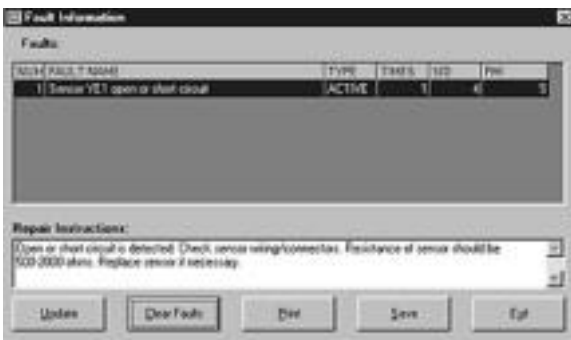 Fault Information
Faults:
NUM FAULT NAME TYPE TIMES SID FMI
1 Sensor YE1 open or short circuit ACTIVE 1 4 5
Repair Instructions:
Open or short circuit is detected. Check sensor wiring/connectors. Resistance of sensor should be
500-2000 ohms. Replace sensor if necessary.
Update Clear Faults Print Save Exit